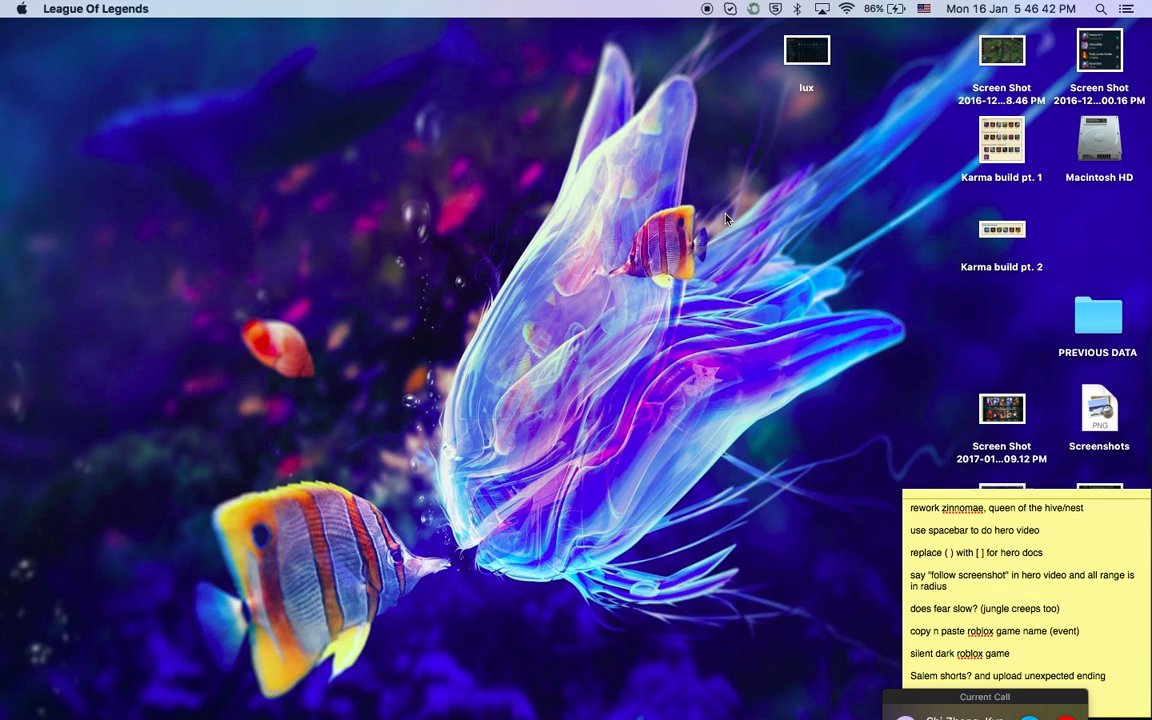 League Of Legends
86%
Mon 16 Jan 5 46 42 PM
lux
Screen Shot
2016-12...8.46 PM
Screen Shot
2016-12...00.16 PM
Karma build pt. 1
Macintosh HD
Karma build pt. 2
PREVIOUS DATA
PNG
Screen Shot
2017-01...09.12 PM
Screenshots
rework zinnomae, queen of the hive/nest
use spacebar to do hero video
replace ( ) with [ ] for hero docs
say "follow screenshot" in hero video and all range is
in radius
does fear slow? (jungle creeps too)
copy n paste roblox game name (event)
silent dark roblox game
Salem shorts? and upload unexpected ending
Current Call